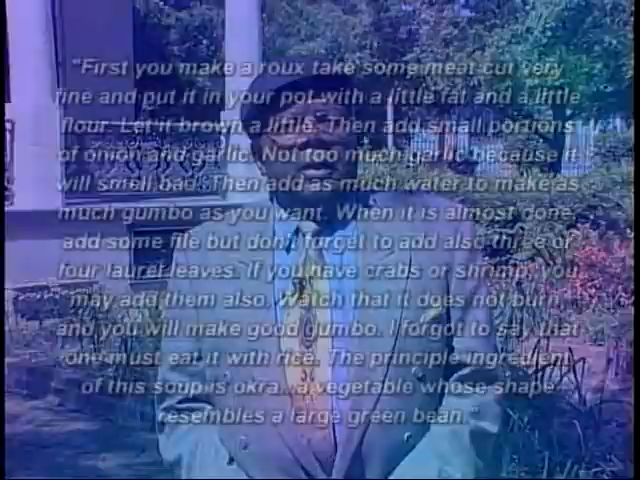 "First you make a roux take some meat cut very
fine and put it in your pot with a little fat and a little
flour. Let it brown a little. Then add small portions
of onion and garlic. Not too much garlic because it
will smell bad. Then add as much water to make as
much gumbo as you want. When it is almost done,
add some file but don't forget to add also three or
four laurel leaves. If you have crabs or shrimp, you
may add them also. Watch that it does not burn,
and you will make good gumbo. I forgot to say that
one must eat it with rice. The principle ingredient
of this soup is okra...a vegetable whose shape
resembles a large green bean.